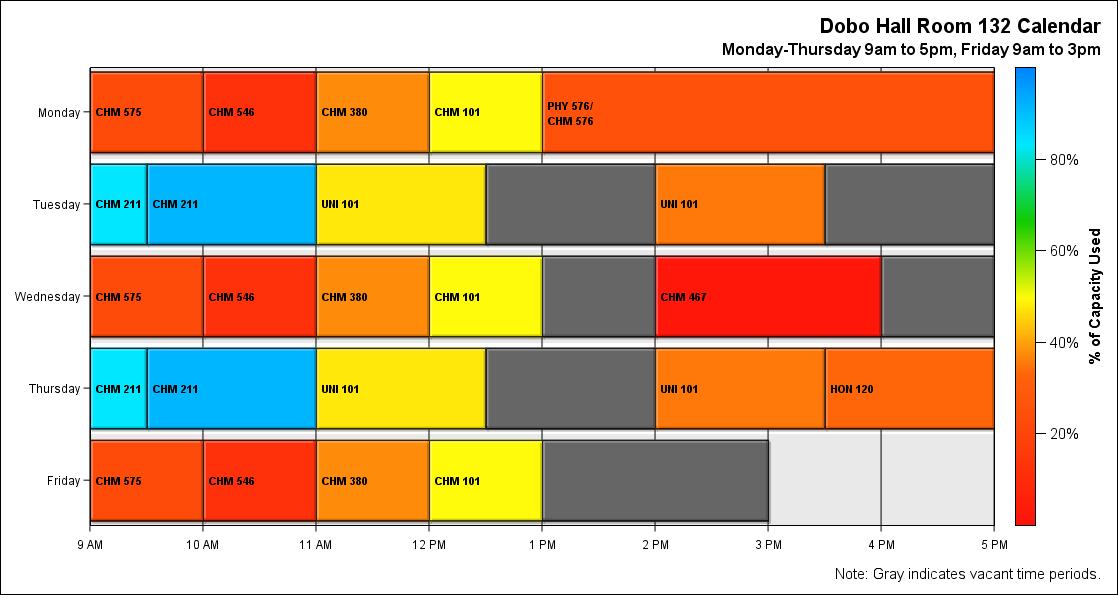 Dobo Hall Room 132 Calendar
Monday-Thursday 9am to 5pm, Friday 9am to 3pm
Monday
CHM 575
CHM 546
CHM 380
CHM 101
PHY 576/
CHM 576
Tuesday
CHM 211
CHM 211
UNI 101
UNI 101
Wednesday
CHM 575
CHM 546
CHM 380
CHM 101
CHM 467
Thursday
CHM 211
CHM 211
UNI 101
UNI 101
HON 120
Friday
CHM 575
CHM 546
CHM 380
CHM 101
9 AM
10 AM
11 AM
12 PM
1 PM
2 PM
3 PM
4 PM
5 PM
80%
60%
40%
20%
% of Capacity Used
Note: Gray indicates vacant time periods.